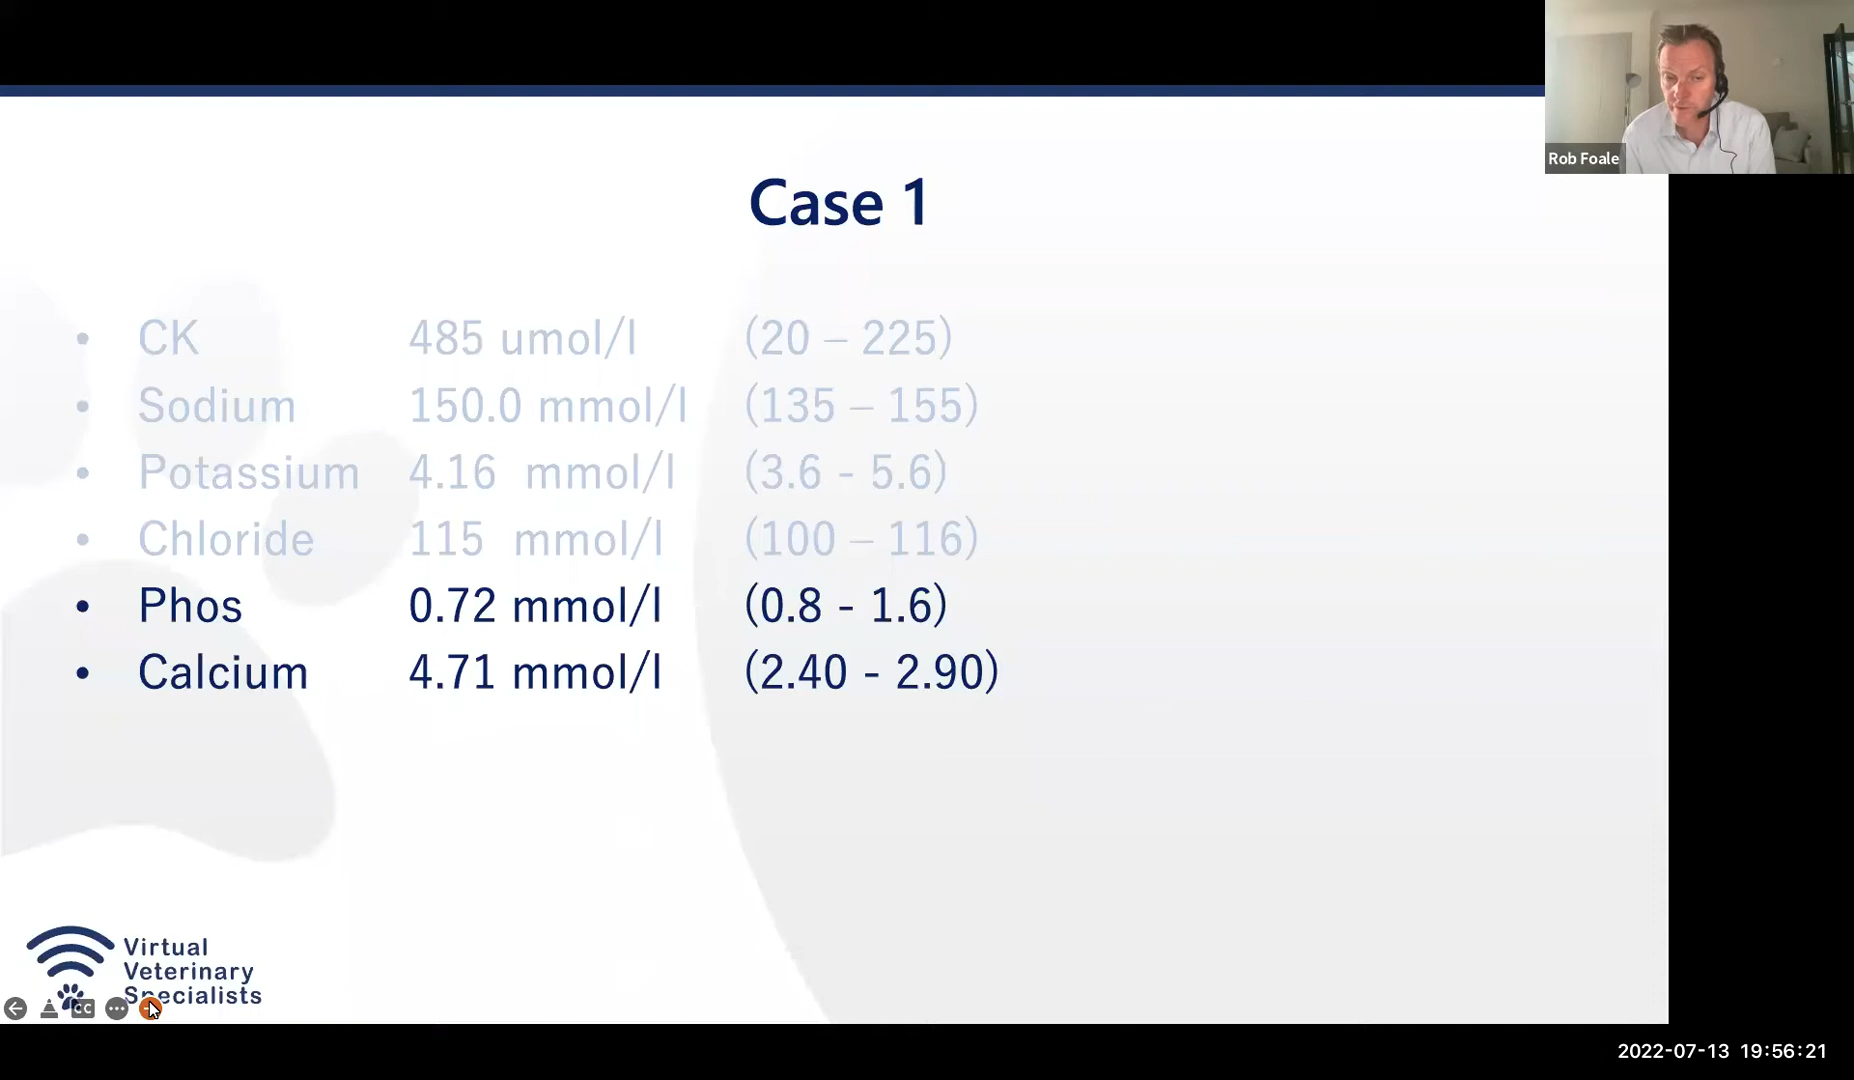 Rob Foale
Case 1
• CK 485 umol/l (20 – 225)
• Sodium 150.0 mmol/l (135 – 155)
• Potassium 4.16 mmol/l (3.6 - 5.6)
• Chloride 115 mmol/l (100 – 116)
• Phos 0.72 mmol/l (0.8 - 1.6)
• Calcium 4.71 mmol/l (2.40 - 2.90)
Virtual
Veterinary
Specialists
CC
2022-07-13 19:56:21